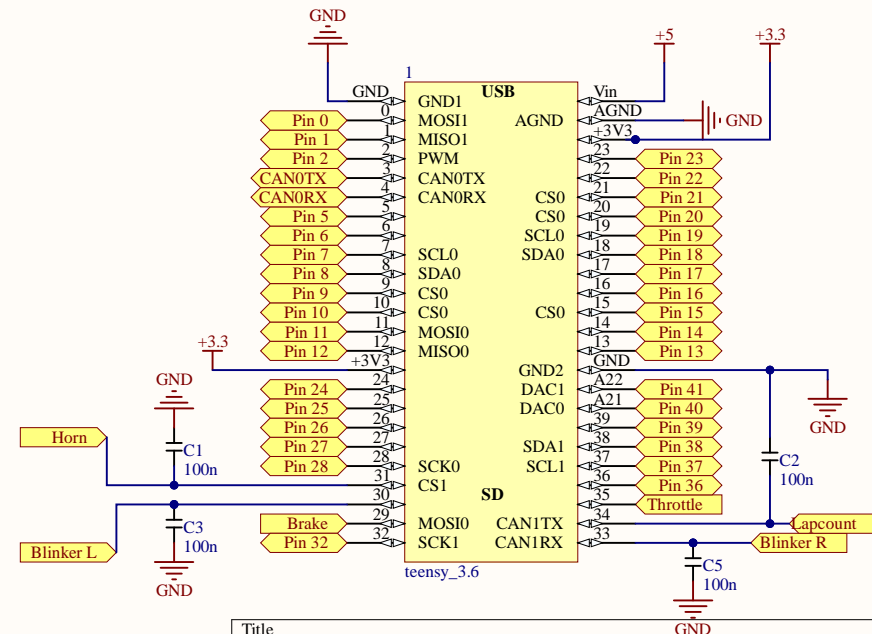 GND
+5
+3.3
1
GND
USB
Vin
GND1
AGND
0
Pin 0
MOSI1
AGND
GND
1
Pin 1
MISO1
+3V3
2
Pin 2
PWM
23
Pin 23
3
CAN0TX
CAN0TX
22
Pin 22
4
CAN0RX
CAN0RX
CS0
21
Pin 21
5
Pin 5
CS0
20
Pin 20
6
Pin 6
SCL0
19
Pin 19
7
Pin 7
SCL0
SDA0
18
Pin 18
8
Pin 8
SDA0
17
Pin 17
9
Pin 9
CS0
16
Pin 16
10
Pin 10
CS0
CS0
15
Pin 15
11
Pin 11
MOSI0
14
Pin 14
12
Pin 12
MISO0
13
Pin 13
+3.3
+3V3
GND2
GND
24
Pin 24
DAC1
A22
Pin 41
GND
25
Pin 25
DAC0
A21
Pin 40
GND
26
Pin 26
39
Pin 39
Horn
C1
100n
27
Pin 27
SDA1
38
Pin 38
28
Pin 28
SCK0
SCL1
37
Pin 37
C2
100n
31
CS1
36
Pin 36
30
SD
35
Throttle
C3
100n
29
Brake
MOSI0
CAN1TX
34
Lapcount
Blinker L
32
Pin 32
SCK1
CAN1RX
33
Blinker R
GND
teensy_3.6
C5
100n
GND
Title